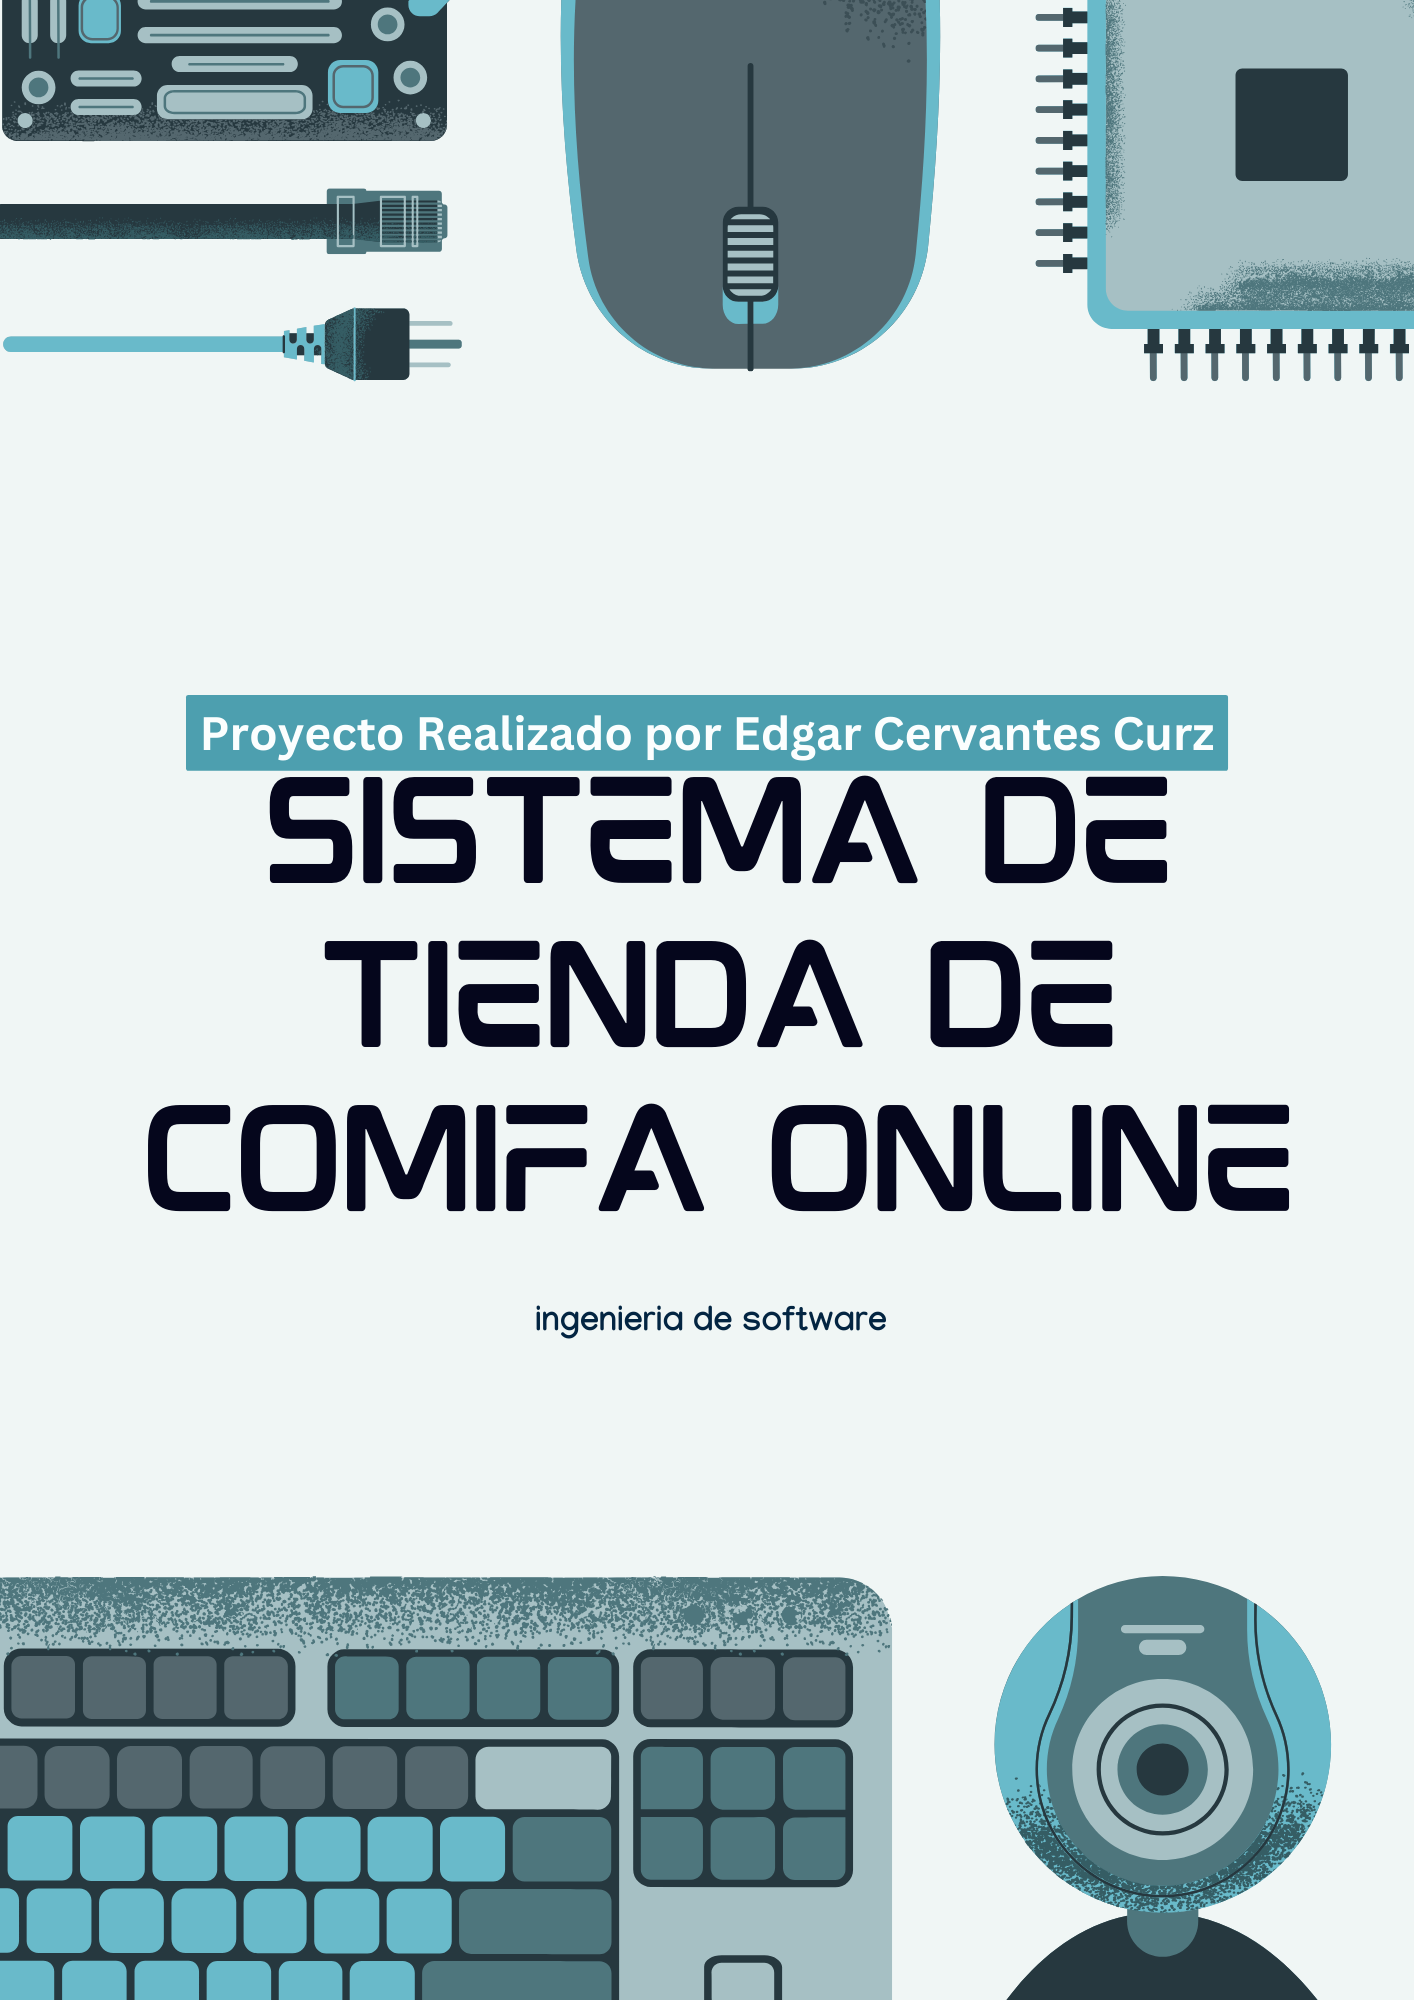 Proyecto Realizado por Edgar Cervantes Curz
SISTEMA DE
TIENDA DE
COMIFA ONLINE
ingenieria de software